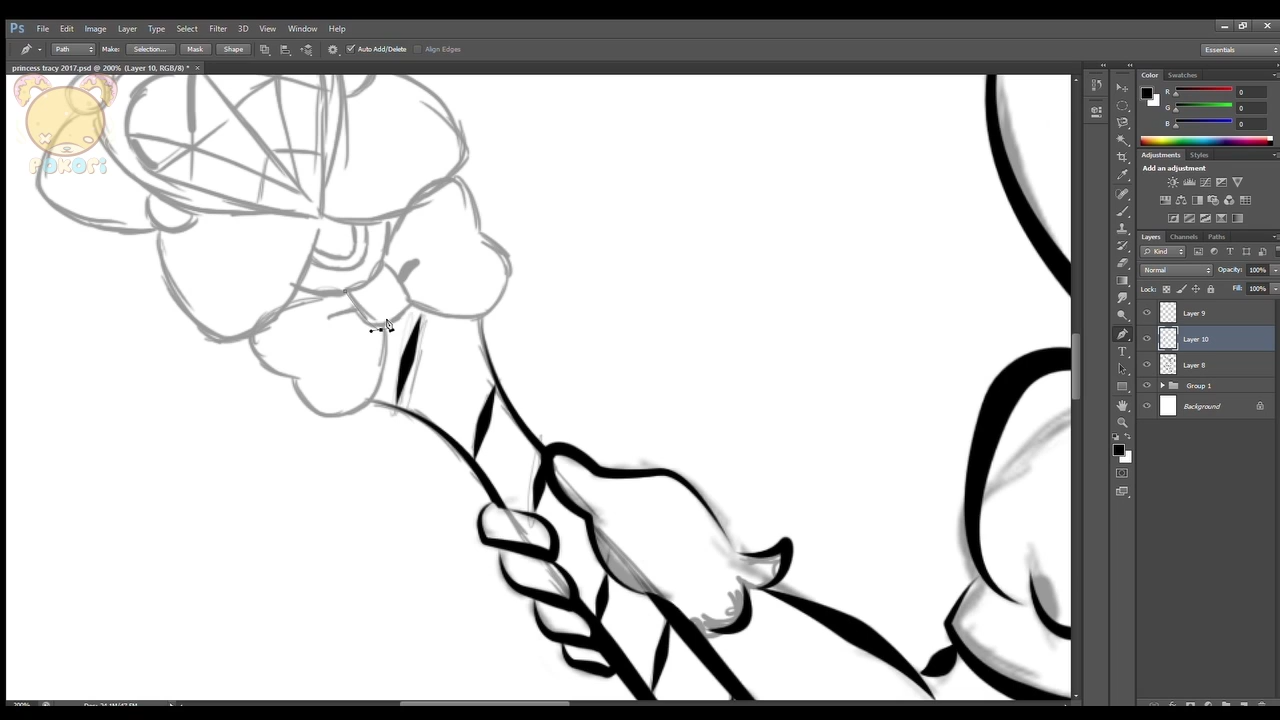 Ps File Edit Image Layer Type Select Filter 3D View Window Help
Path Make: Selection... Mask Shape Auto Add/Delete Align Edges Essentials
princess tracy 2017.psd @ 200% (Layer 10, RGB/8) * ×
Color Swatches
R 0
G 0
B 0
POXORI
Adjustments Styles
Add an adjustment
Layers Channels Paths
Kind
Normal Opacity: 100%
Lock: Fill: 100%
Layer 9
Layer 10
Layer 8
Group 1
Background